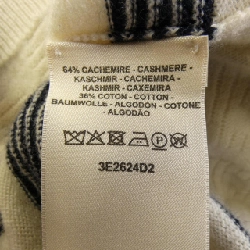 64% CACHEMIRE - CASHMERE -
KASCHMIR - CACHEMIRA -
KASHMIR - CAXEMIRA
36% COTON - COTTON -
BAUMWOLLE - ALGODON - COTONE
- ALGODÃO
3E2624D2